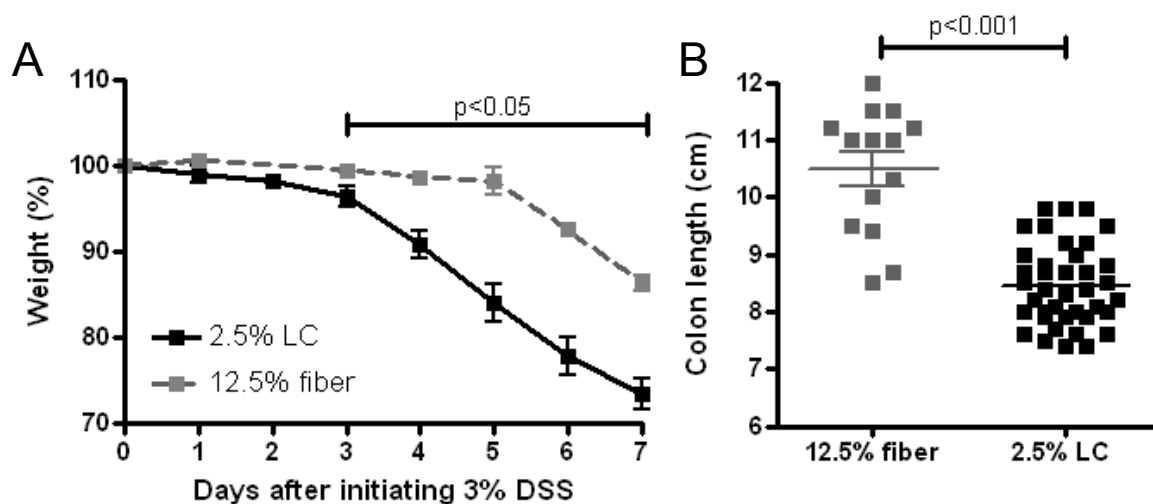 A
p<0.05
110
100
90
80
70
Weight (%)
2.5% LC
12.5% fiber
0 1 2 3 4 5 6 7
Days after initiating 3% DSS
B
p<0.001
12
11
10
9
8
7
6
Colon length (cm)
12.5% fiber 2.5% LC